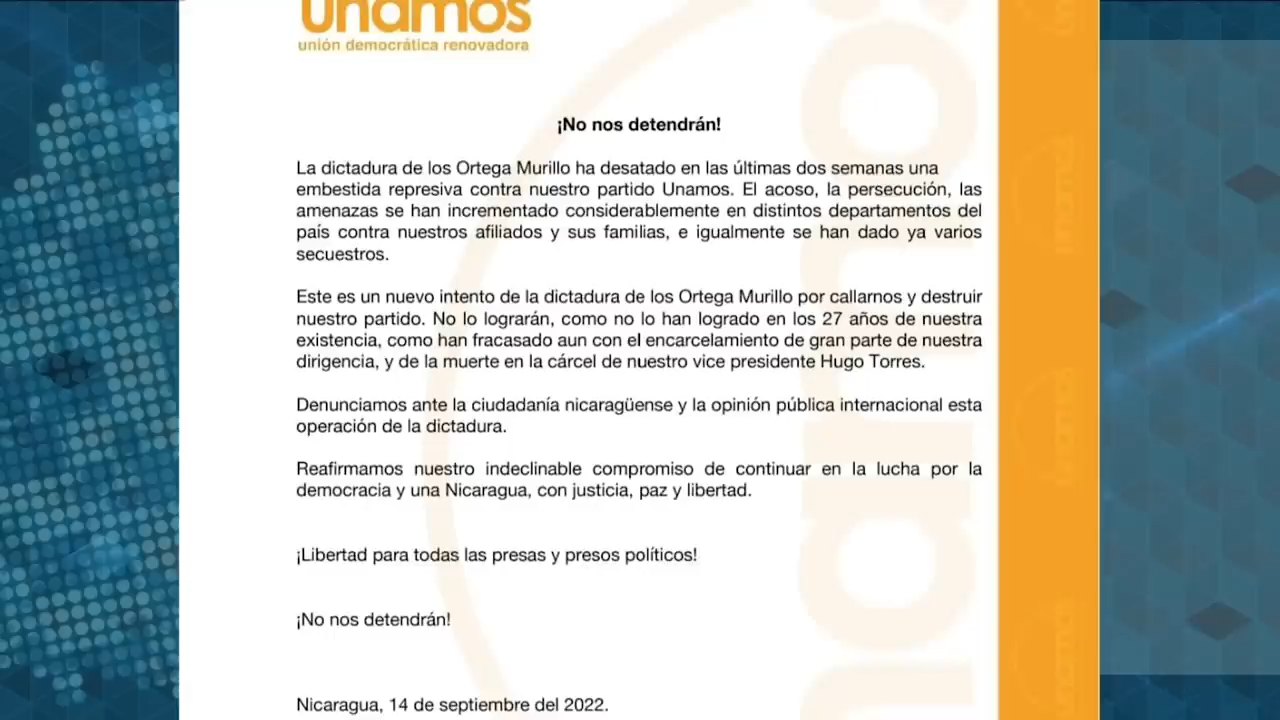 unamos
unión democrática renovadora
¡No nos detendrán!
La dictadura de los Ortega Murillo ha desatado en las últimas dos semanas una
embestida represiva contra nuestro partido Unamos. El acoso, la persecución, las
amenazas se han incrementado considerablemente en distintos departamentos del
país contra nuestros afiliados y sus familias, e igualmente se han dado ya varios
secuestros.
Este es un nuevo intento de la dictadura de los Ortega Murillo por callarnos y destruir
nuestro partido. No lo lograrán, como no lo han logrado en los 27 años de nuestra
existencia, como han fracasado aun con el encarcelamiento de gran parte de nuestra
dirigencia, y de la muerte en la cárcel de nuestro vice presidente Hugo Torres.
Denunciamos ante la ciudadanía nicaragüense y la opinión pública internacional esta
operación de la dictadura.
Reafirmamos nuestro indeclinable compromiso de continuar en la lucha por la
democracia y una Nicaragua, con justicia, paz y libertad.
¡Libertad para todas las presas y presos políticos!
¡No nos detendrán!
Nicaragua, 14 de septiembre del 2022.